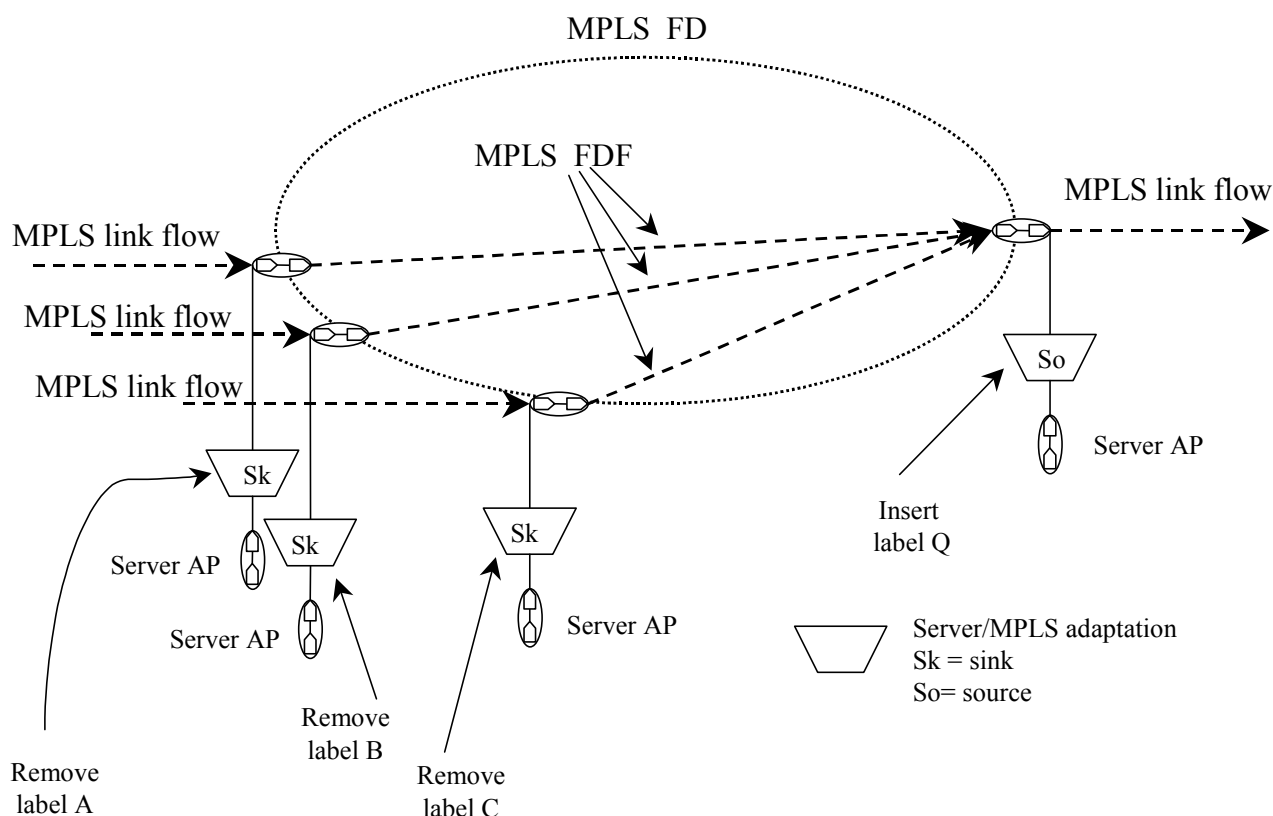 MPLS FD
MPLS FDF
MPLS link flow
MPLS link flow
MPLS link flow
MPLS link flow
So
Server AP
Sk
Sk
Sk
Insert
label Q
Server AP
Server AP
Server AP
Server/MPLS adaptation
Sk = sink
So= source
Remove
label B
Remove
label A
Remove
label C